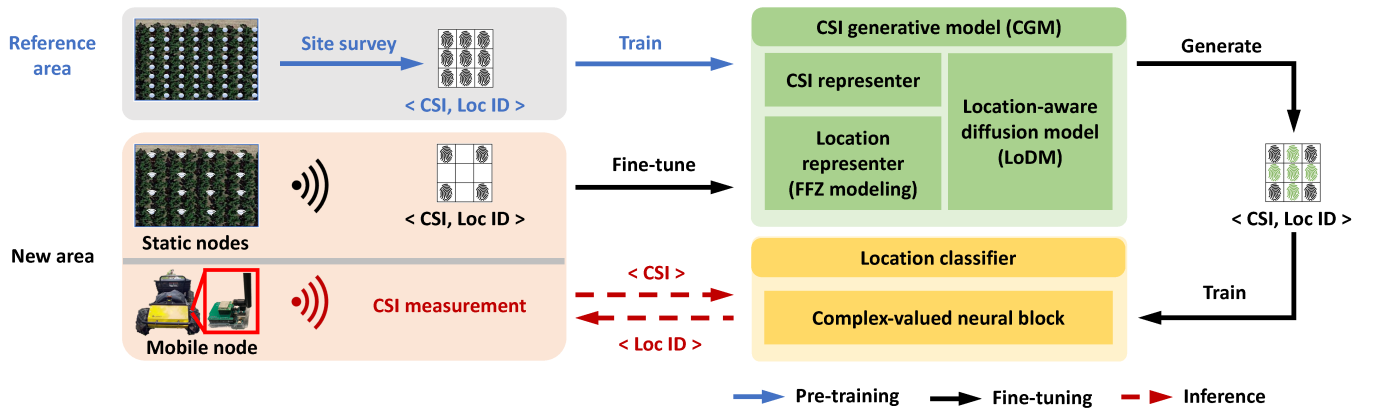 Reference
area
Site survey
< CSI, Loc ID >
Train
CSI generative model (CGM)
CSI representer
Location
representer
(FFZ modeling)
Location-aware
diffusion model
(LoDM)
Generate
< CSI, Loc ID >
Train
New area
Static nodes
< CSI, Loc ID >
Fine-tune
Mobile node
CSI measurement
< CSI >
< Loc ID >
Location classifier
Complex-valued neural block
Pre-training
Fine-tuning
Inference